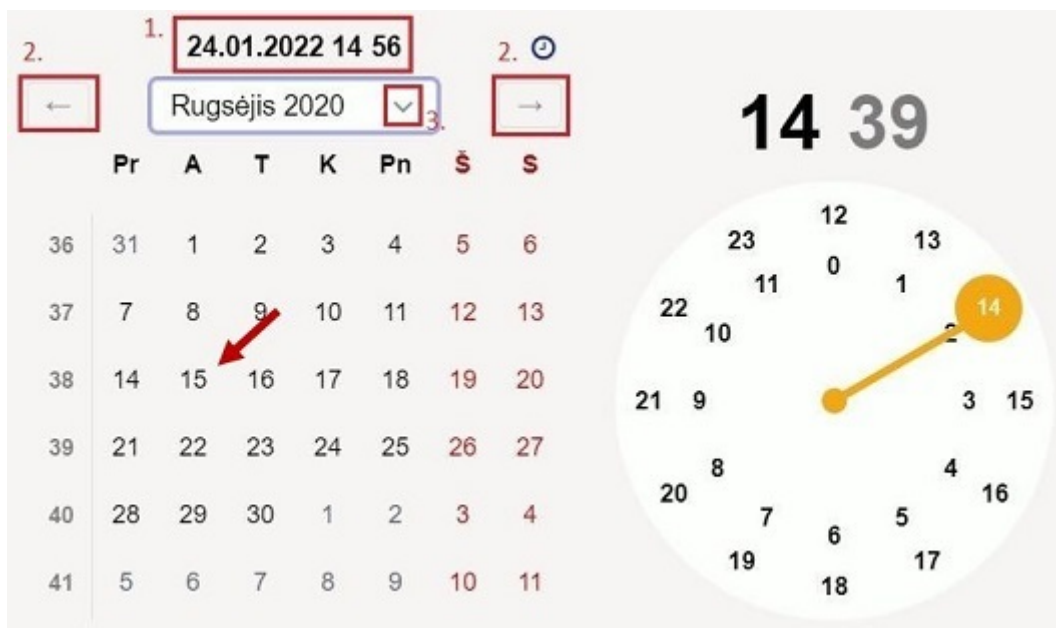 1.
24.01.2022 14 56
2.
2.
←
Rugsėjis 2020
3.
→
Pr A T K Pn Š S
36 31 1 2 3 4 5 6
37 7 8 9 10 11 12 13
38 14 15 16 17 18 19 20
39 21 22 23 24 25 26 27
40 28 29 30 1 2 3 4
41 5 6 7 8 9 10 11
14 39
12
23 13
0
11 1
22 14
10 2
21 9 3 15
8 4
20 16
7 5
6
19 17
18